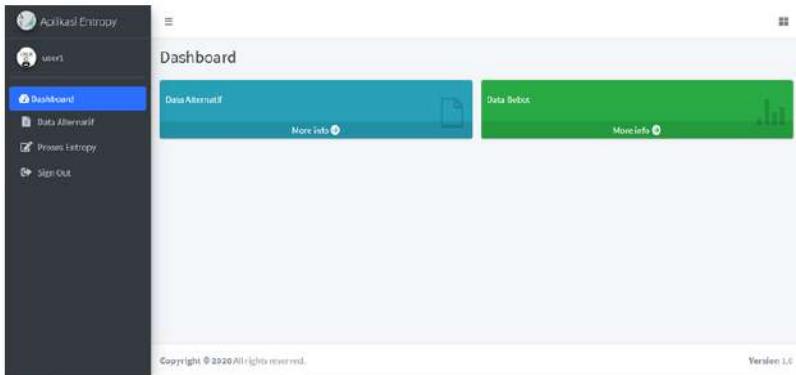 Aplikasi Entropy
user1
Dashboard
Data Alternatif
Proses Entropy
Sign Out
Dashboard
Data Alternatif
More info
Data Bobot
More info
Copyright © 2020 All rights reserved.
Version 1.0